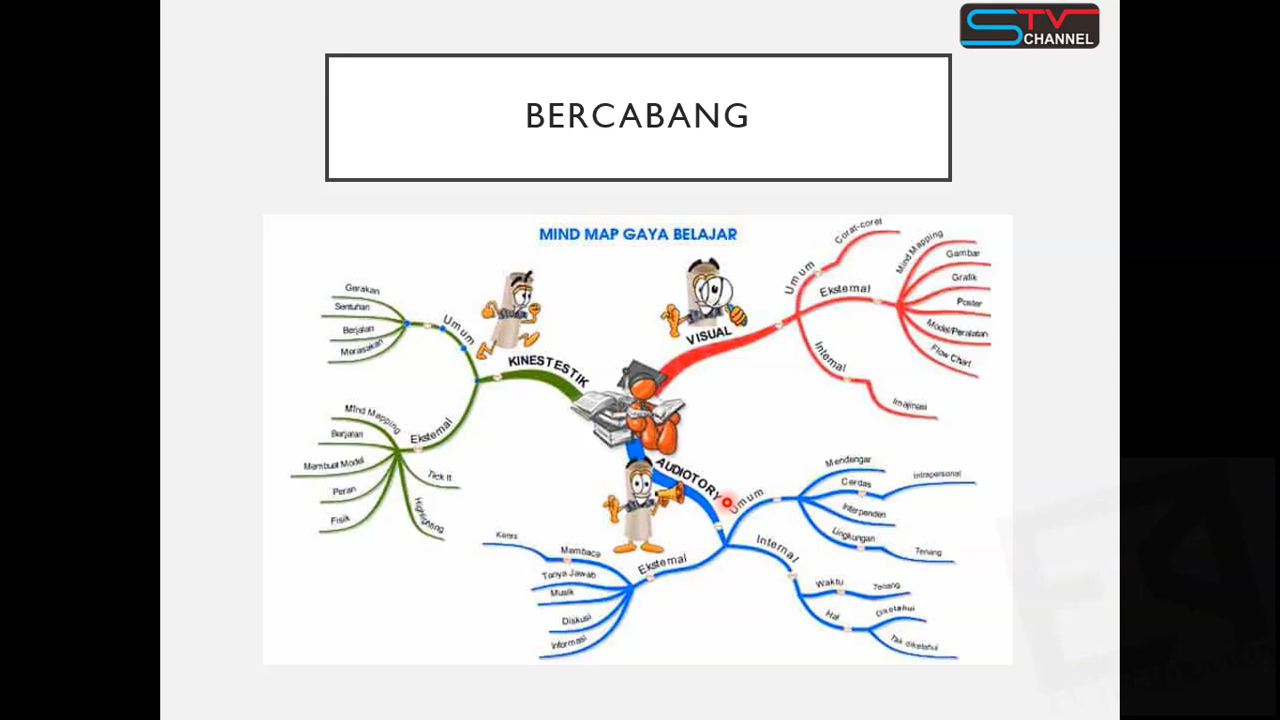 STV
CHANNEL
BERCABANG
MIND MAP GAYA BELAJAR
VISUAL
Umum
Corat-coret
Eksternal
Mind Mapping
Gambar
Grafik
Poster
Model/Peralatan
Flow Chart
Internal
Imajinasi
KINESTESTIK
Umum
Gerakan
Sentuhan
Berjalan
Merasakan
Eksternal
Mind Mapping
Berjalan
Membuat Model
Peran
Fisik
Tick It
Highlighting
AUDIOTORY
Umum
Mendengar
Cerdas
Intrapersonal
Interpenden
Lingkungan
Tenang
Internal
Waktu
Tenang
Hal
Diketahui
Tak diketahui
Eksternal
Membaca
Keras
Tanya Jawab
Musik
Diskusi
Informasi